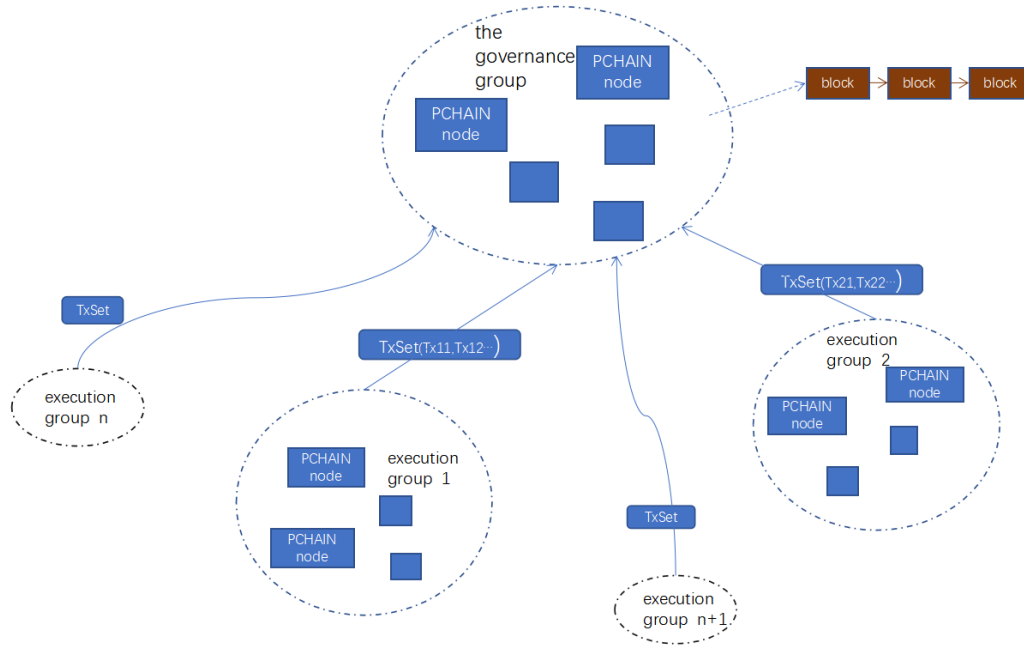 the
governance
group
PCHAIN
node
PCHAIN
node
block
block
block
TxSet(Tx21,Tx22···)
TxSet
TxSet(Tx11,Tx12···)
execution
group 2
PCHAIN
node
PCHAIN
node
execution
group n
PCHAIN
node
execution
group 1
PCHAIN
node
TxSet
execution
group n+1